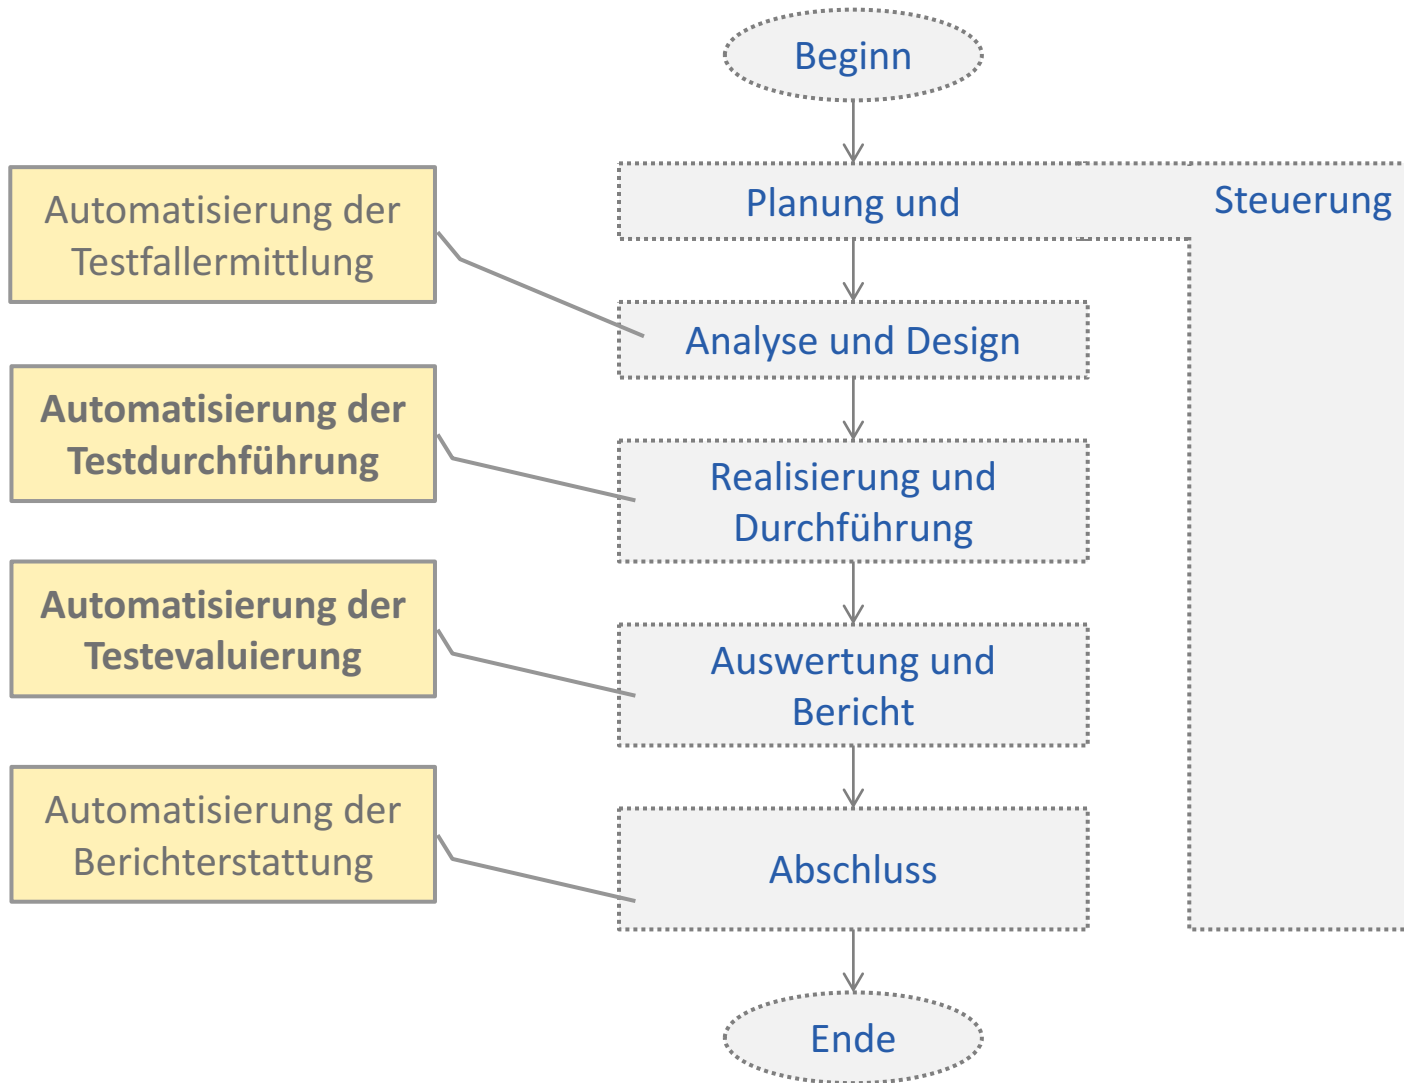 Beginn
Planung und
Steuerung
Automatisierung der
Testfallermittlung
Analyse und Design
Automatisierung der
Testdurchführung
Realisierung und
Durchführung
Automatisierung der
Testevaluierung
Auswertung und
Bericht
Automatisierung der
Berichterstattung
Abschluss
Ende